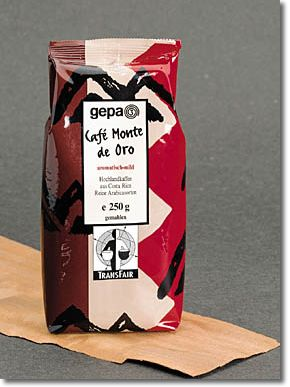 gepa
Café Monte
de Oro
aromatisch-mild
Hochlandkaffee
aus Costa Rica
Reine Arabicasorten
e 250 g
gemahlen
TRANSFAIR